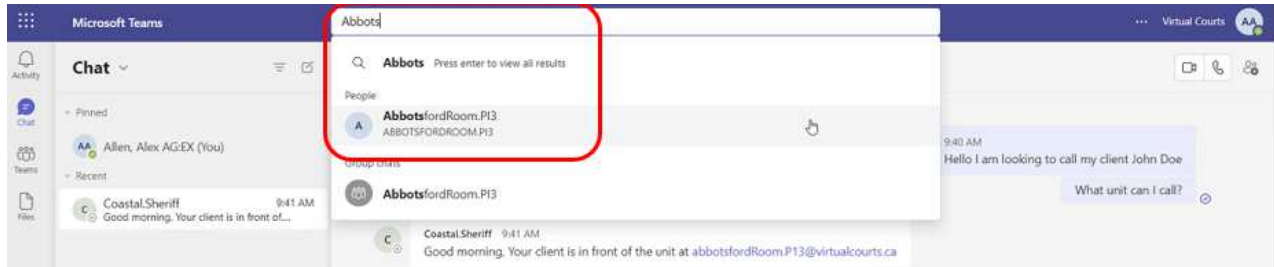 Microsoft Teams
Abbots
Virtual Courts
AA
Activity
Chat
Teams
Files
Chat
Pinned
AA Allen, Alex AG:EX (You)
Recent
C Coastal.Sheriff 9:41 AM
Good morning. Your client is in front of...
Abbots Press enter to view all results
People
A AbbotsfordRoom.PI3
ABBOTSFORDROOM.PI3
Group chats
AbbotsfordRoom.PI3
9:40 AM
Hello I am looking to call my client John Doe
What unit can I call?
C Coastal.Sheriff 9:41 AM
Good morning. Your client is in front of the unit at abbotsfordRoom.P13@virtualcourts.ca